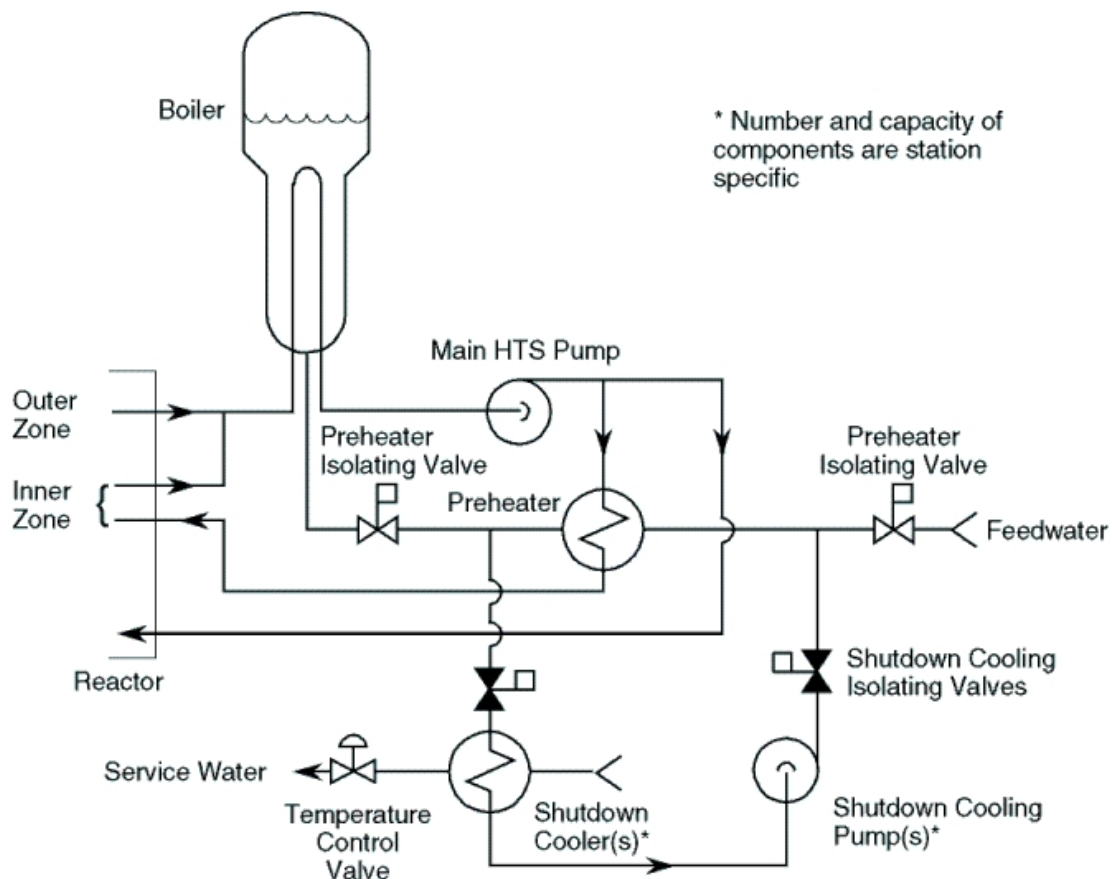 Boiler
* Number and capacity of
components are station
specific
Main HTS Pump
Outer
Zone
Preheater
Isolating Valve
Preheater
Isolating Valve
Inner
Zone
{
Preheater
Feedwater
Reactor
Shutdown Cooling
Isolating Valves
Service Water
Temperature
Control
Valve
Shutdown
Cooler(s)*
Shutdown Cooling
Pump(s)*